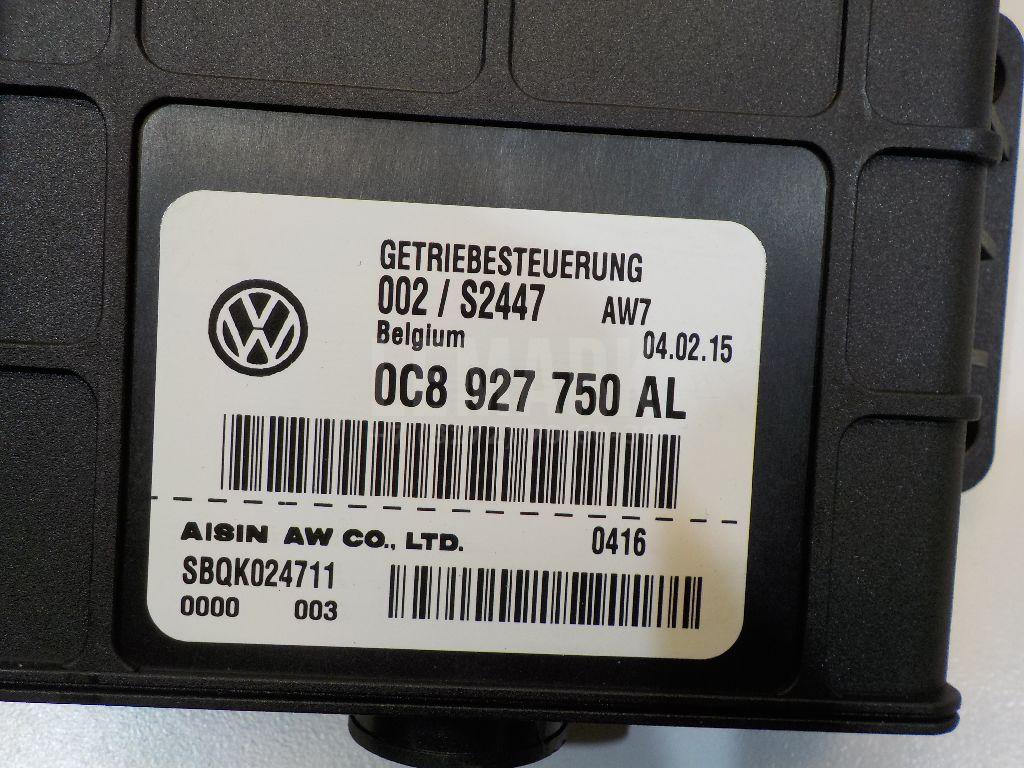 GETRIEBESTEUERUNG
002 / S2447 AW7
Belgium 04.02.15
0C8 927 750 AL
AISIN AW CO., LTD. 0416
SBQK024711
0000 003